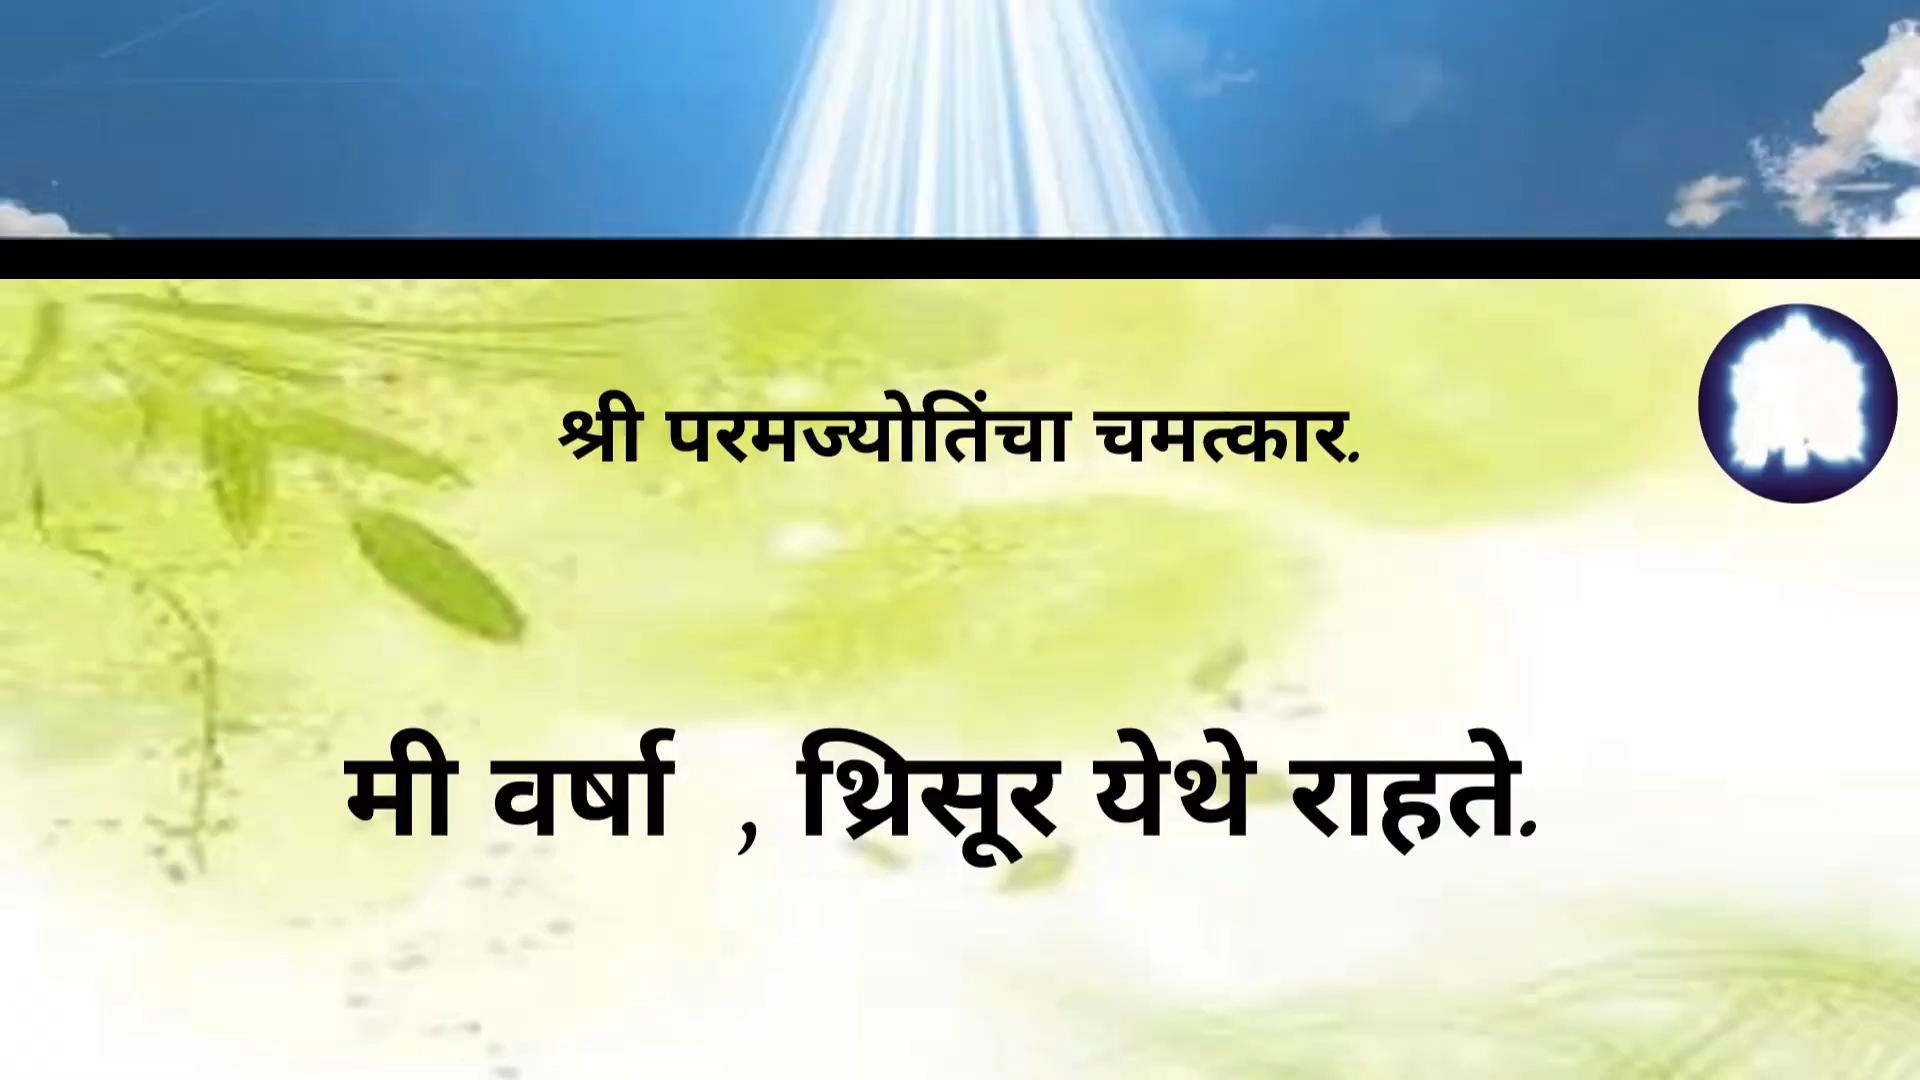 श्री परमज्योतिंचा चमत्कार.
मी वर्षा , थ्रिसूर येथे राहते.